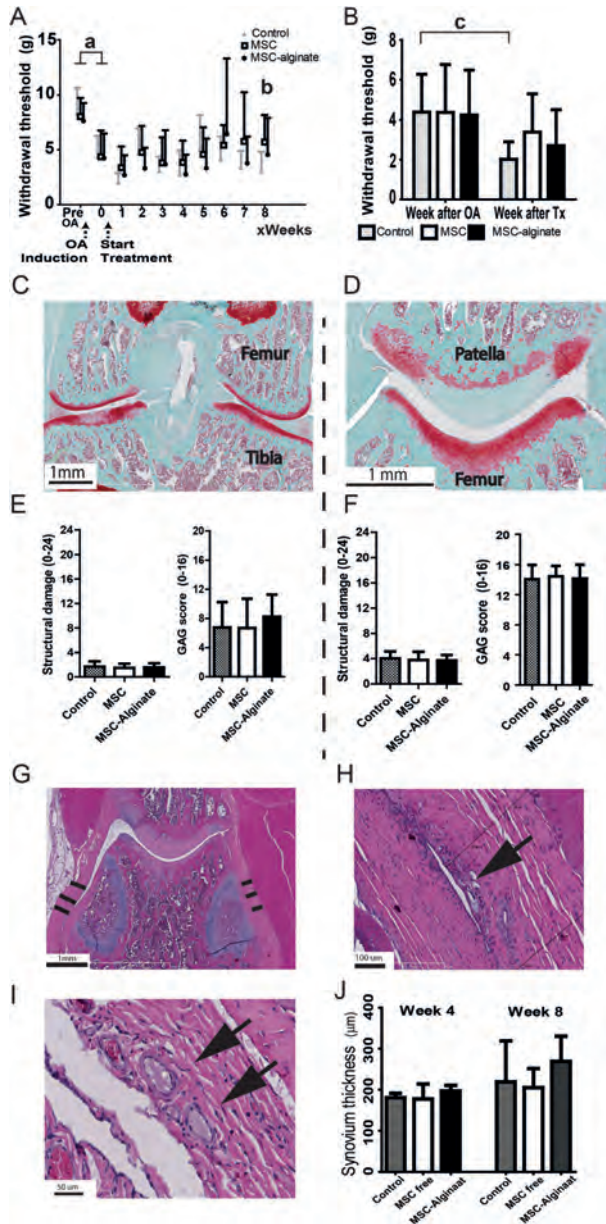 A
Withdrawal threshold (g)
15
10
5
0
a
b
Control
MSC
MSC-alginate
Pre OA
0 1 2 3 4 5 6 7 8
xWeeks
OA Induction
Start Treatment
B
Withdrawal threshold (g)
8
6
4
2
0
c
Week after OA
Week after Tx
Control
MSC
MSC-alginate
C
Femur
Tibla
1mm
D
Patella
Femur
1 mm
E
Structural damage (0-24)
24
20
16
12
8
4
0
Control
MSC
MSC-Alginate
GAG score (0-16)
20
16
12
8
4
0
Control
MSC
MSC-Alginate
F
Structural damage (0-24)
24
20
16
12
8
4
0
Control
MSC
MSC-Alginate
GAG score (0-16)
20
16
12
8
4
0
Control
MSC
MSC-Alginate
G
1mm
H
100 um
I
50 um
J
Synovium thickness (µm)
400
300
200
100
0
Week 4
Week 8
Control
MSC free
MSC-Alginaat
Control
MSC free
MSC-Alginaat